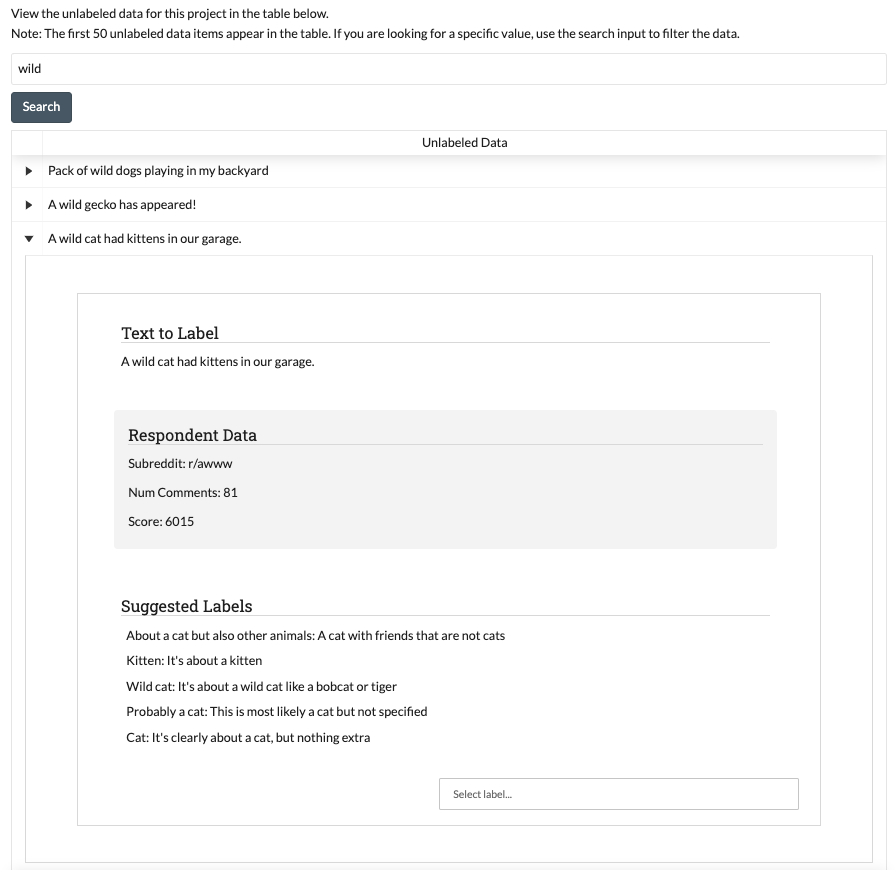 View the unlabeled data for this project in the table below.
Note: The first 50 unlabeled data items appear in the table. If you are looking for a specific value, use the search input to filter the data.
wild
Search
Unlabeled Data
Pack of wild dogs playing in my backyard
A wild gecko has appeared!
A wild cat had kittens in our garage.
Text to Label
A wild cat had kittens in our garage.
Respondent Data
Subreddit: r/awww
Num Comments: 81
Score: 6015
Suggested Labels
About a cat but also other animals: A cat with friends that are not cats
Kitten: It's about a kitten
Wild cat: It's about a wild cat like a bobcat or tiger
Probably a cat: This is most likely a cat but not specified
Cat: It's clearly about a cat, but nothing extra
Select label...